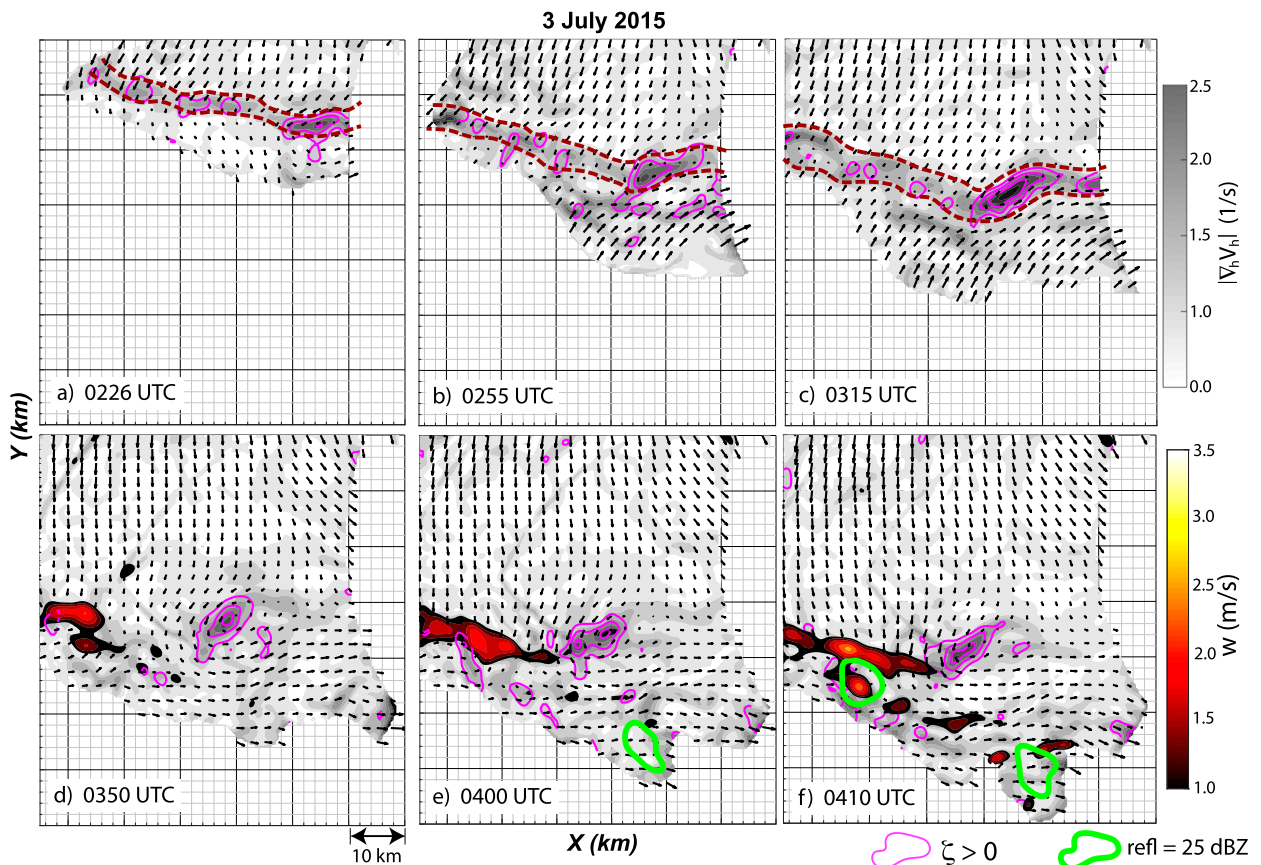 3 July 2015
a) 0226 UTC
b) 0255 UTC
c) 0315 UTC
2.5
2.0
1.5
1.0
0.0
|∇hVh| (1/s)
Y (km)
d) 0350 UTC
e) 0400 UTC
f) 0410 UTC
3.5
3.0
2.5
2.0
1.5
1.0
W (m/s)
10 km
X (km)
ζ > 0
refl = 25 dBZ